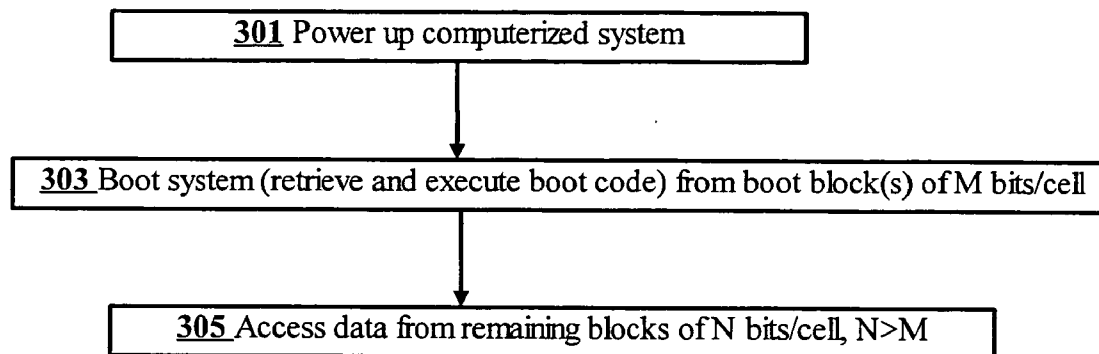 301 Power up computerized system
303 Boot system (retrieve and execute boot code) from boot block(s) of M bits/cell
305 Access data from remaining blocks of N bits/cell, N>M